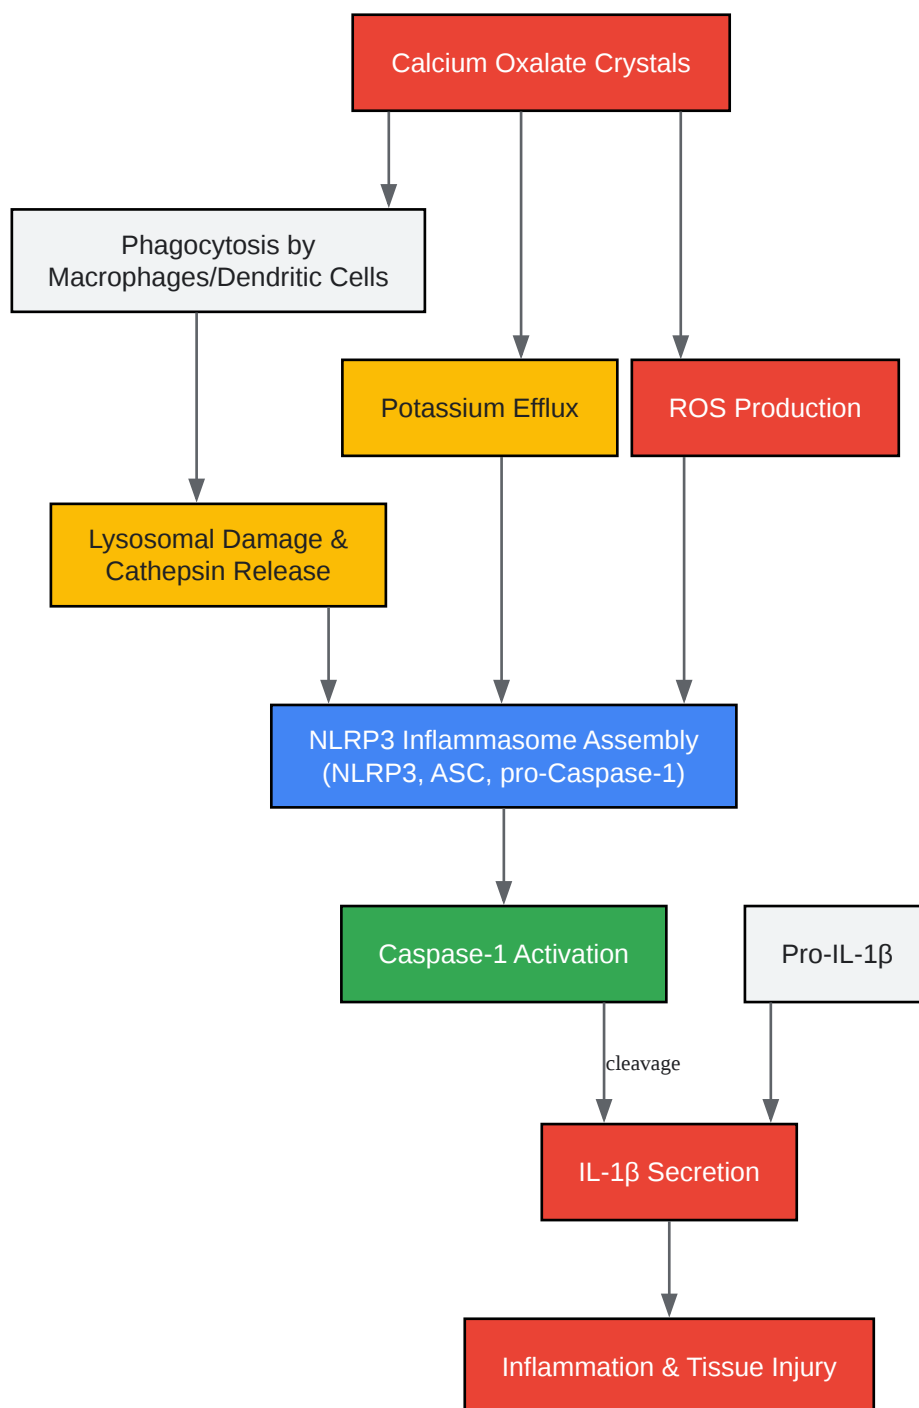 Calcium Oxalate Crystals
Phagocytosis by
Macrophages/Dendritic Cells
Potassium Efflux
ROS Production
Lysosomal Damage &
Cathepsin Release
NLRP3 Inflammasome Assembly
(NLRP3, ASC, pro-Caspase-1)
Caspase-1 Activation
Pro-IL-1β
cleavage
IL-1β Secretion
Inflammation & Tissue Injury